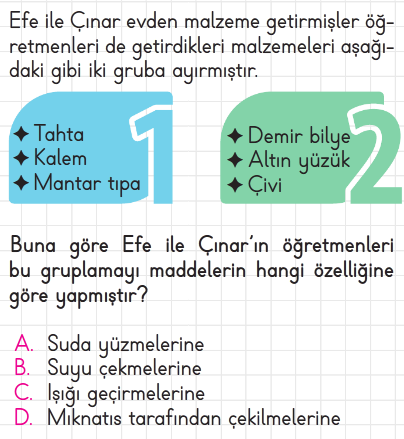 Efe ile Çınar evden malzeme getirmişler öğ-
retmenleri de getirdikleri malzemeleri aşağı-
daki gibi iki gruba ayırmıştır.
1
✦ Tahta
✦ Kalem
✦ Mantar tıpa
2
✦ Demir bilye
✦ Altın yüzük
✦ Çivi
Buna göre Efe ile Çınar'ın öğretmenleri
bu gruplamayı maddelerin hangi özelliğine
göre yapmıştır?
A. Suda yüzmelerine
B. Suyu çekmelerine
C. Işığı geçirmelerine
D. Mıknatıs tarafından çekilmelerine